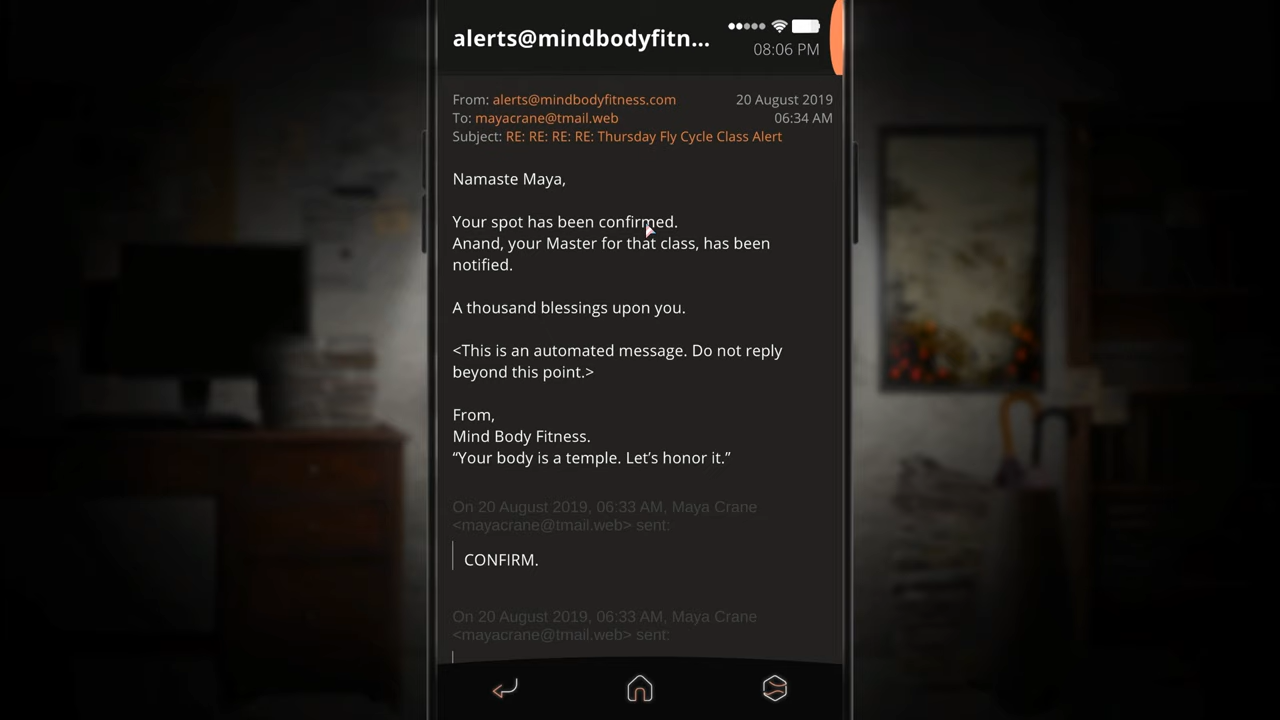 alerts@mindbodyfitn...
08:06 PM
From: alerts@mindbodyfitness.com
20 August 2019
To: mayacrane@tmail.web
06:34 AM
Subject: RE: RE: RE: RE: Thursday Fly Cycle Class Alert
Namaste Maya,
Your spot has been confirmed.
Anand, your Master for that class, has been
notified.
A thousand blessings upon you.
<This is an automated message. Do not reply
beyond this point.>
From,
Mind Body Fitness.
“Your body is a temple. Let’s honor it.”
On 20 August 2019, 06:33 AM, Maya Crane
<mayacrane@tmail.web> sent:
CONFIRM.
On 20 August 2019, 06:33 AM, Maya Crane
<mayacrane@tmail.web> sent: